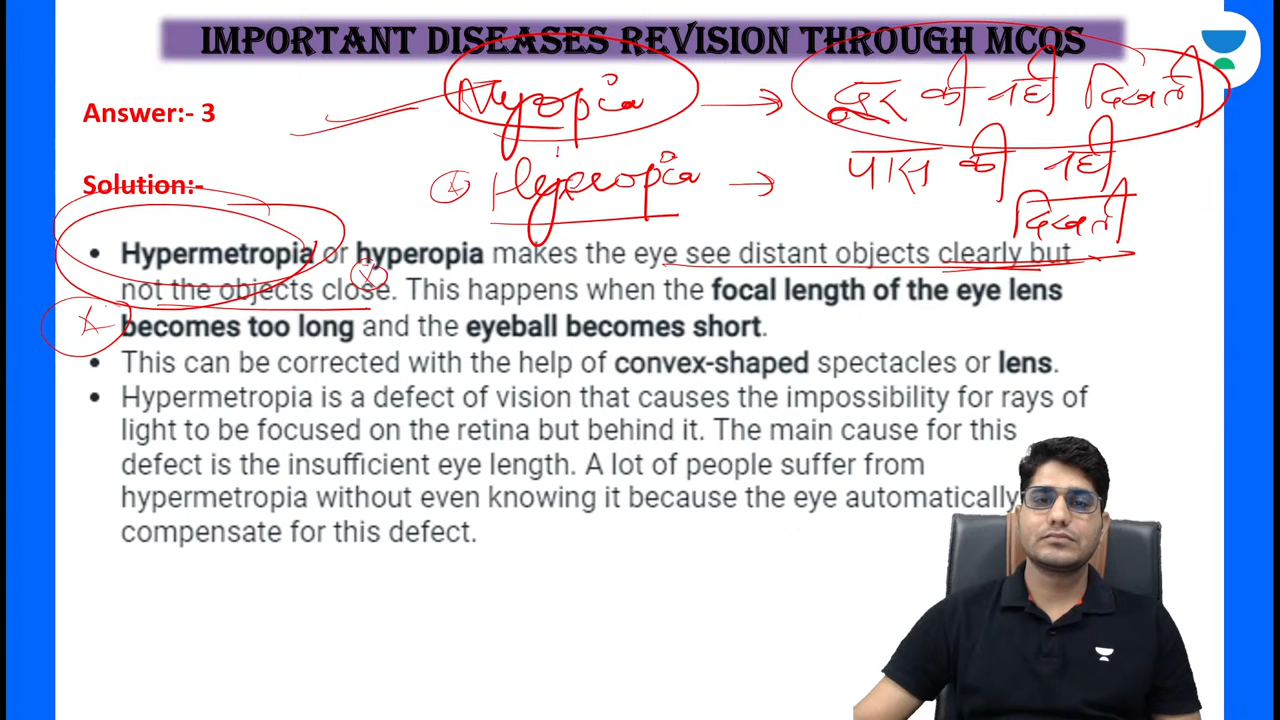 IMPORTANT DISEASES REVISION THROUGH MCQS
Answer:- 3
Myopia → दूर की नही दिखती
Solution:-
Hyperopia → पास की नही
दिखती
• Hypermetropia or hyperopia makes the eye see distant objects clearly but
not the objects close. This happens when the focal length of the eye lens
becomes too long and the eyeball becomes short.
• This can be corrected with the help of convex-shaped spectacles or lens.
• Hypermetropia is a defect of vision that causes the impossibility for rays of
light to be focused on the retina but behind it. The main cause for this
defect is the insufficient eye length. A lot of people suffer from
hypermetropia without even knowing it because the eye automatically
compensate for this defect.